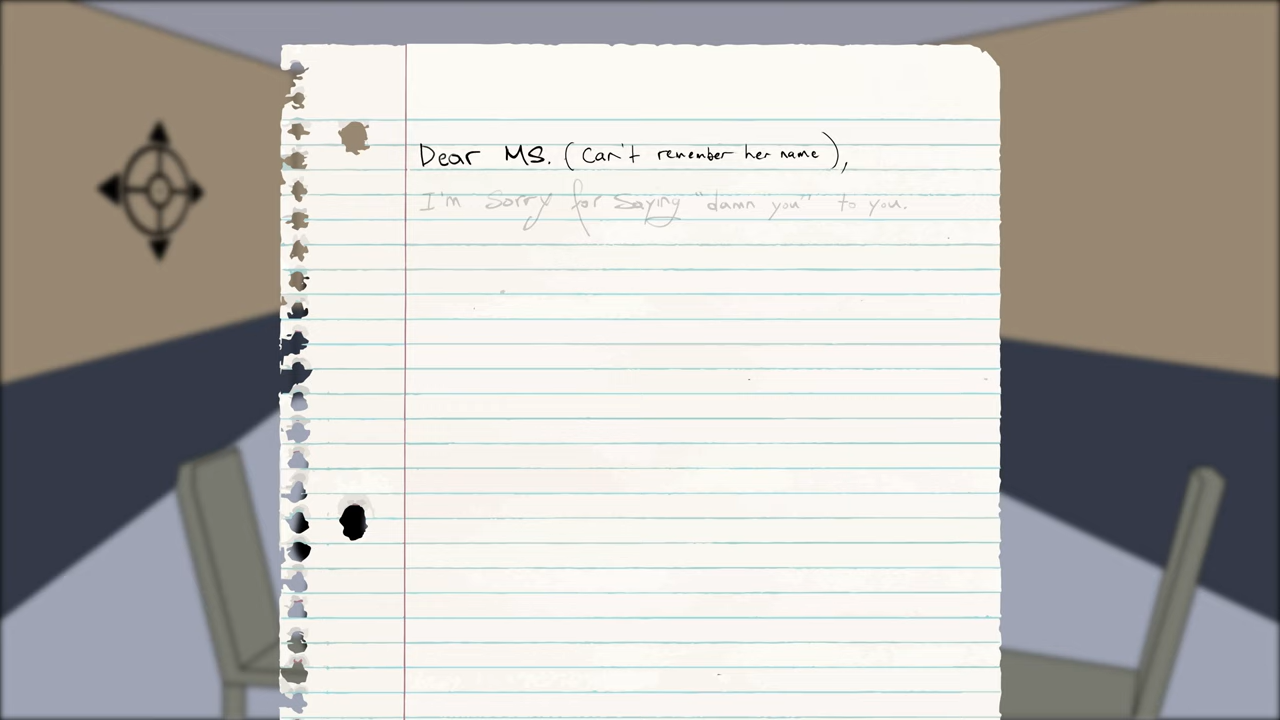 Dear MS. (Can't remember her name),
I'm Sorry for Saying "damn you" to you.